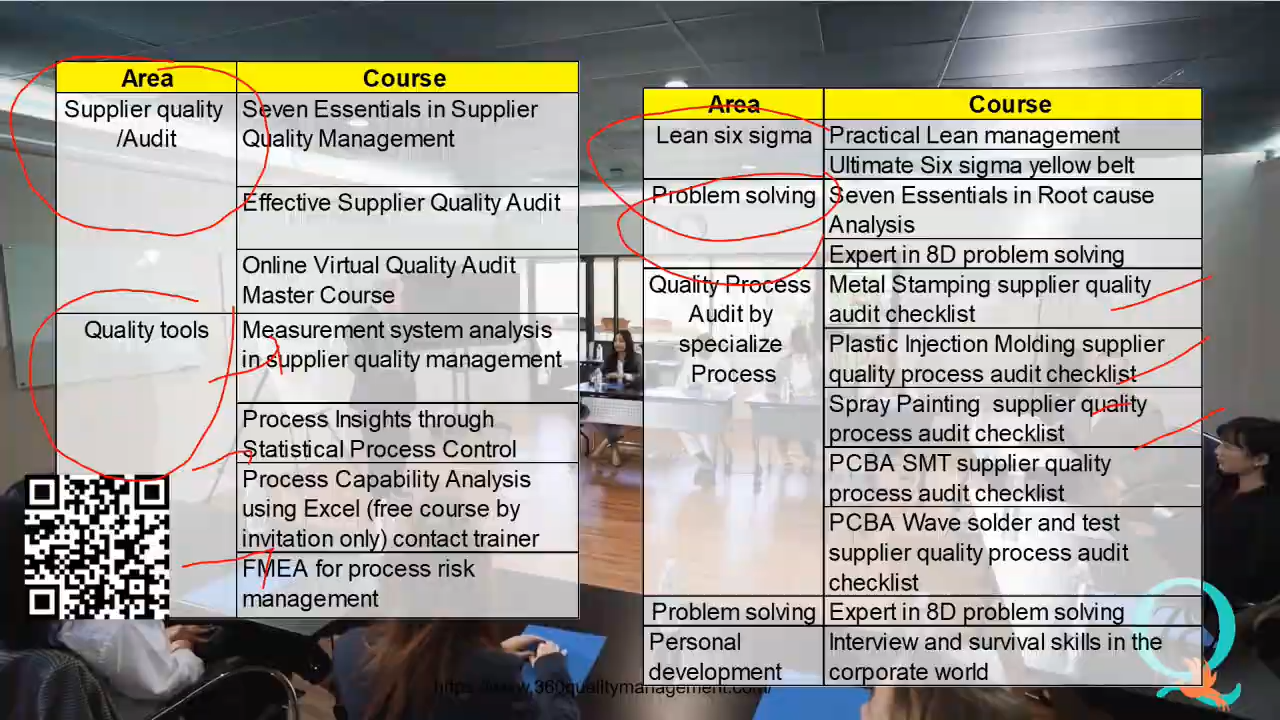 Area
Course
Supplier quality
/Audit
Seven Essentials in Supplier
Quality Management
Effective Supplier Quality Audit
Online Virtual Quality Audit
Master Course
Quality tools
Measurement system analysis
in supplier quality management
Process Insights through
Statistical Process Control
Process Capability Analysis
using Excel (free course by
invitation only) contact trainer
FMEA for process risk
management
Area
Course
Lean six sigma
Practical Lean management
Ultimate Six sigma yellow belt
Problem solving
Seven Essentials in Root cause
Analysis
Expert in 8D problem solving
Quality Process
Audit by
specialize
Process
Metal Stamping supplier quality
audit checklist
Plastic Injection Molding supplier
quality process audit checklist
Spray Painting  supplier quality
process audit checklist
PCBA SMT supplier quality
process audit checklist
PCBA Wave solder and test
supplier quality process audit
checklist
Problem solving
Expert in 8D problem solving
Personal
development
Interview and survival skills in the
corporate world
https://www.360qualitymanagement.com/